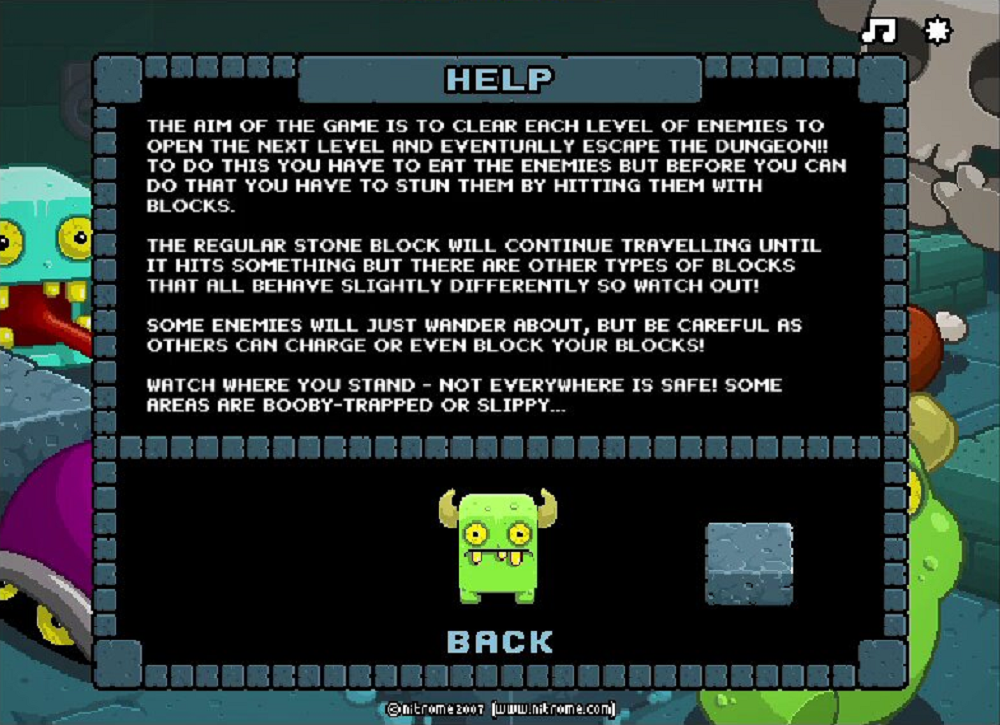 HELP
THE AIM OF THE GAME IS TO CLEAR EACH LEVEL OF ENEMIES TO
OPEN THE NEXT LEVEL AND EVENTUALLY ESCAPE THE DUNGEON!!
TO DO THIS YOU HAVE TO EAT THE ENEMIES BUT BEFORE YOU CAN
DO THAT YOU HAVE TO STUN THEM BY HITTING THEM WITH
BLOCKS.
THE REGULAR STONE BLOCK WILL CONTINUE TRAVELLING UNTIL
IT HITS SOMETHING BUT THERE ARE OTHER TYPES OF BLOCKS
THAT ALL BEHAVE SLIGHTLY DIFFERENTLY SO WATCH OUT!
SOME ENEMIES WILL JUST WANDER ABOUT, BUT BE CAREFUL AS
OTHERS CAN CHARGE OR EVEN BLOCK YOUR BLOCKS!
WATCH WHERE YOU STAND - NOT EVERYWHERE IS SAFE! SOME
AREAS ARE BOOBY-TRAPPED OR SLIPPY...
BACK
©nitrome2007 [www.nitrome.com]